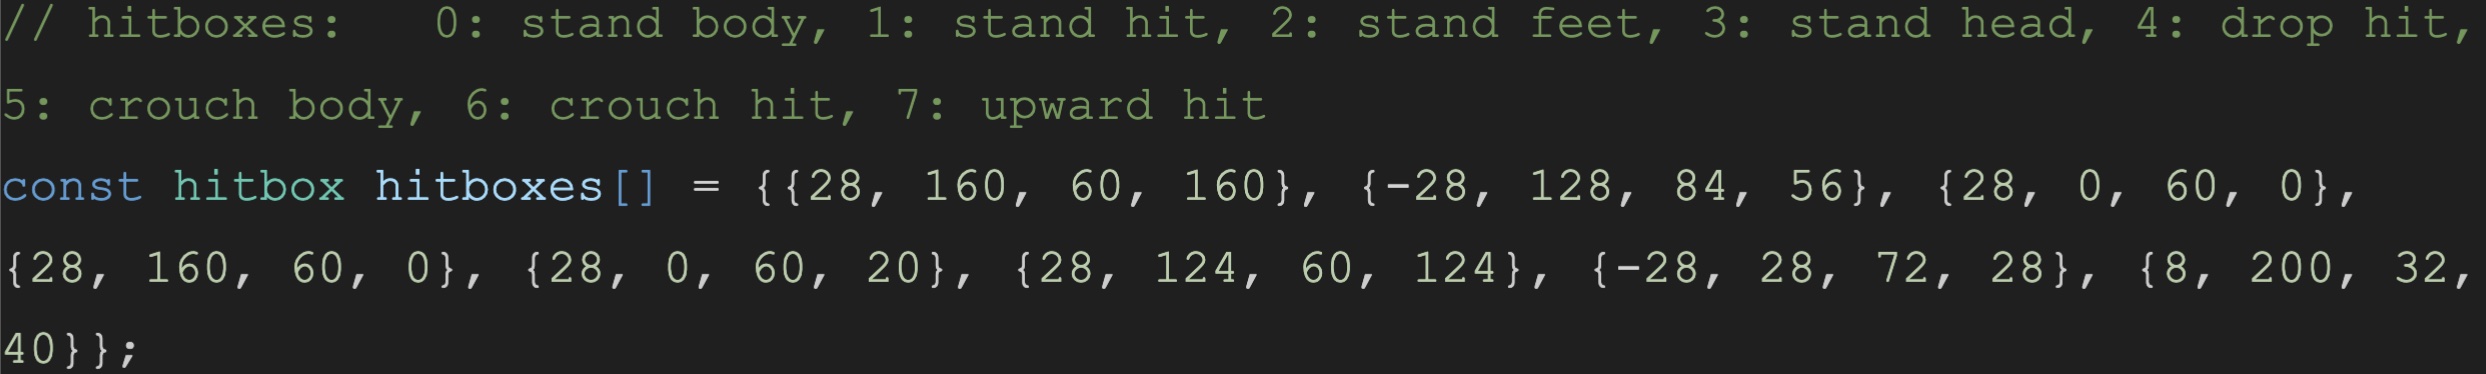 // hitboxes:   0: stand body, 1: stand hit, 2: stand feet, 3: stand head, 4: drop hit,
5: crouch body, 6: crouch hit, 7: upward hit
const hitbox hitboxes[] = {{28, 160, 60, 160}, {-28, 128, 84, 56}, {28, 0, 60, 0},
{28, 160, 60, 0}, {28, 0, 60, 20}, {28, 124, 60, 124}, {-28, 28, 72, 28}, {8, 200, 32,
40}};